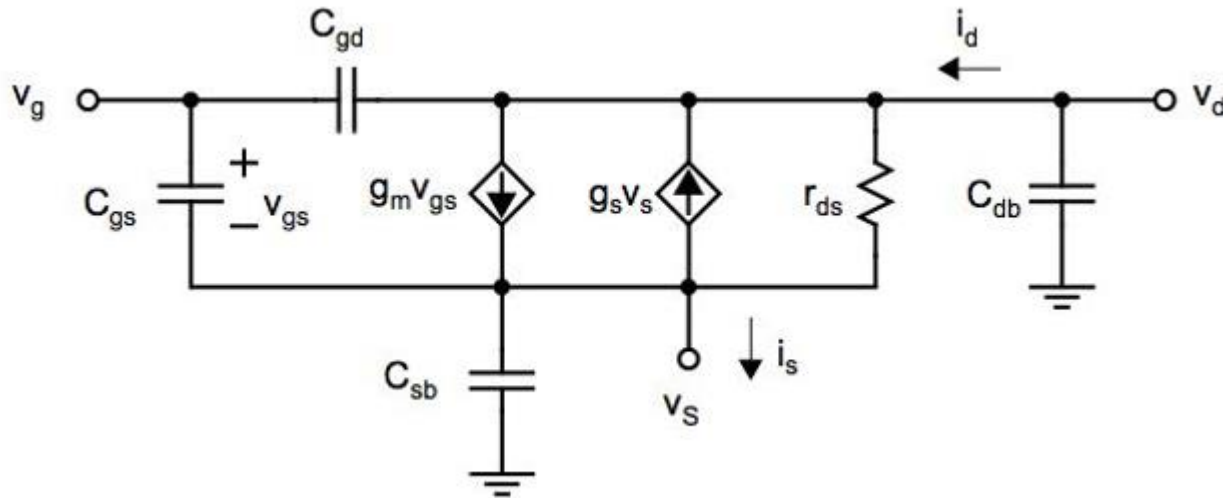 C_gd
i_d
v_g
v_d
+
C_gs
− v_gs
g_m v_gs
g_s v_s
r_ds
C_db
C_sb
i_s
v_S